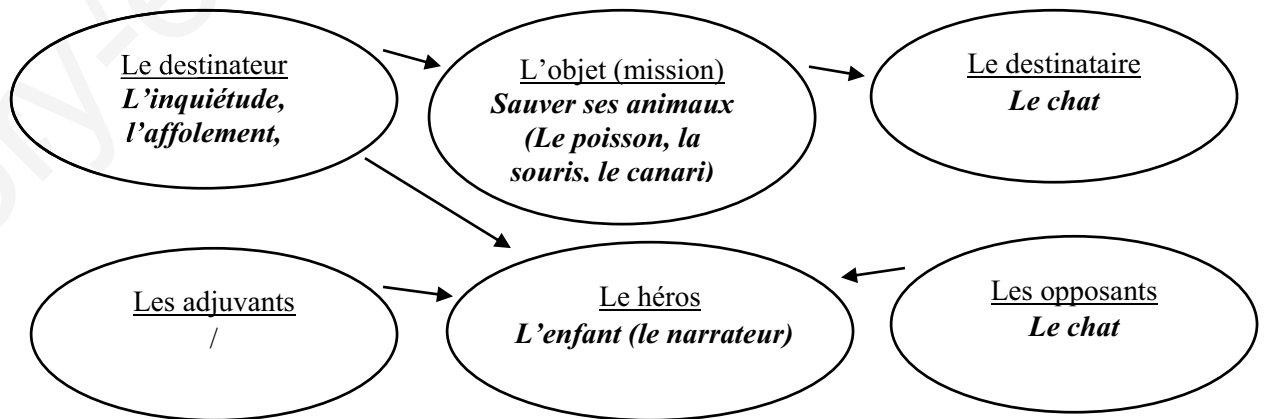 Le destinateur
L'inquiétude,
l'affolement,
L'objet (mission)
Sauver ses animaux
(Le poisson, la
souris, le canari)
Le destinataire
Le chat
Les adjuvants
/
Le héros
L'enfant (le narrateur)
Les opposants
Le chat